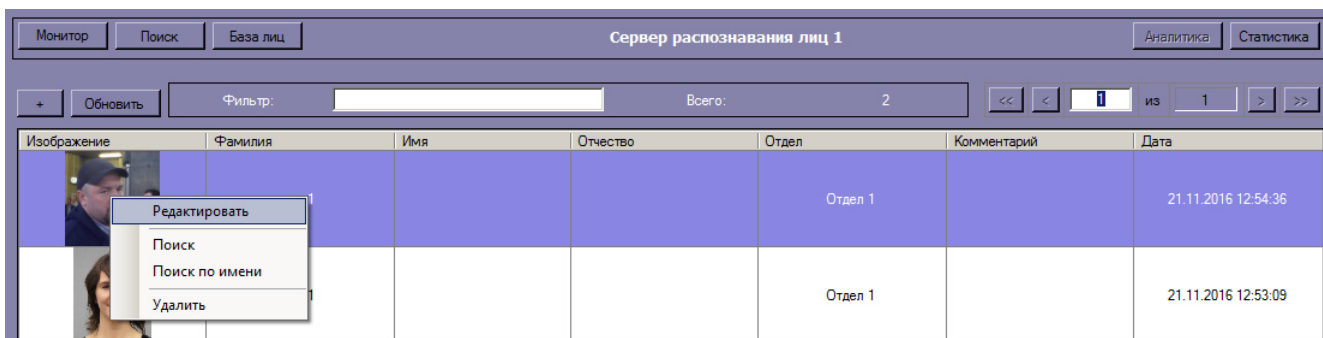 Монитор Поиск База лиц Сервер распознавания лиц 1 Аналитика Статистика
+ Обновить Фильтр: Всего: 2 << < 1 из 1 > >>
Изображение Фамилия Имя Отчество Отдел Комментарий Дата
1 Отдел 1 21.11.2016 12:54:36
Редактировать
Поиск
Поиск по имени
Удалить
1 Отдел 1 21.11.2016 12:53:09